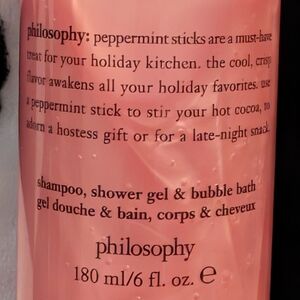 philosophy: peppermint sticks are a must-have
treat for your holiday kitchen. the cool, crisp
flavor awakens all your holiday favorites. use
a peppermint stick to stir your hot cocoa, to
adorn a hostess gift or for a late-night snack.
shampoo, shower gel & bubble bath
gel douche & bain, corps & cheveux
philosophy
180 ml/6 fl. oz. e